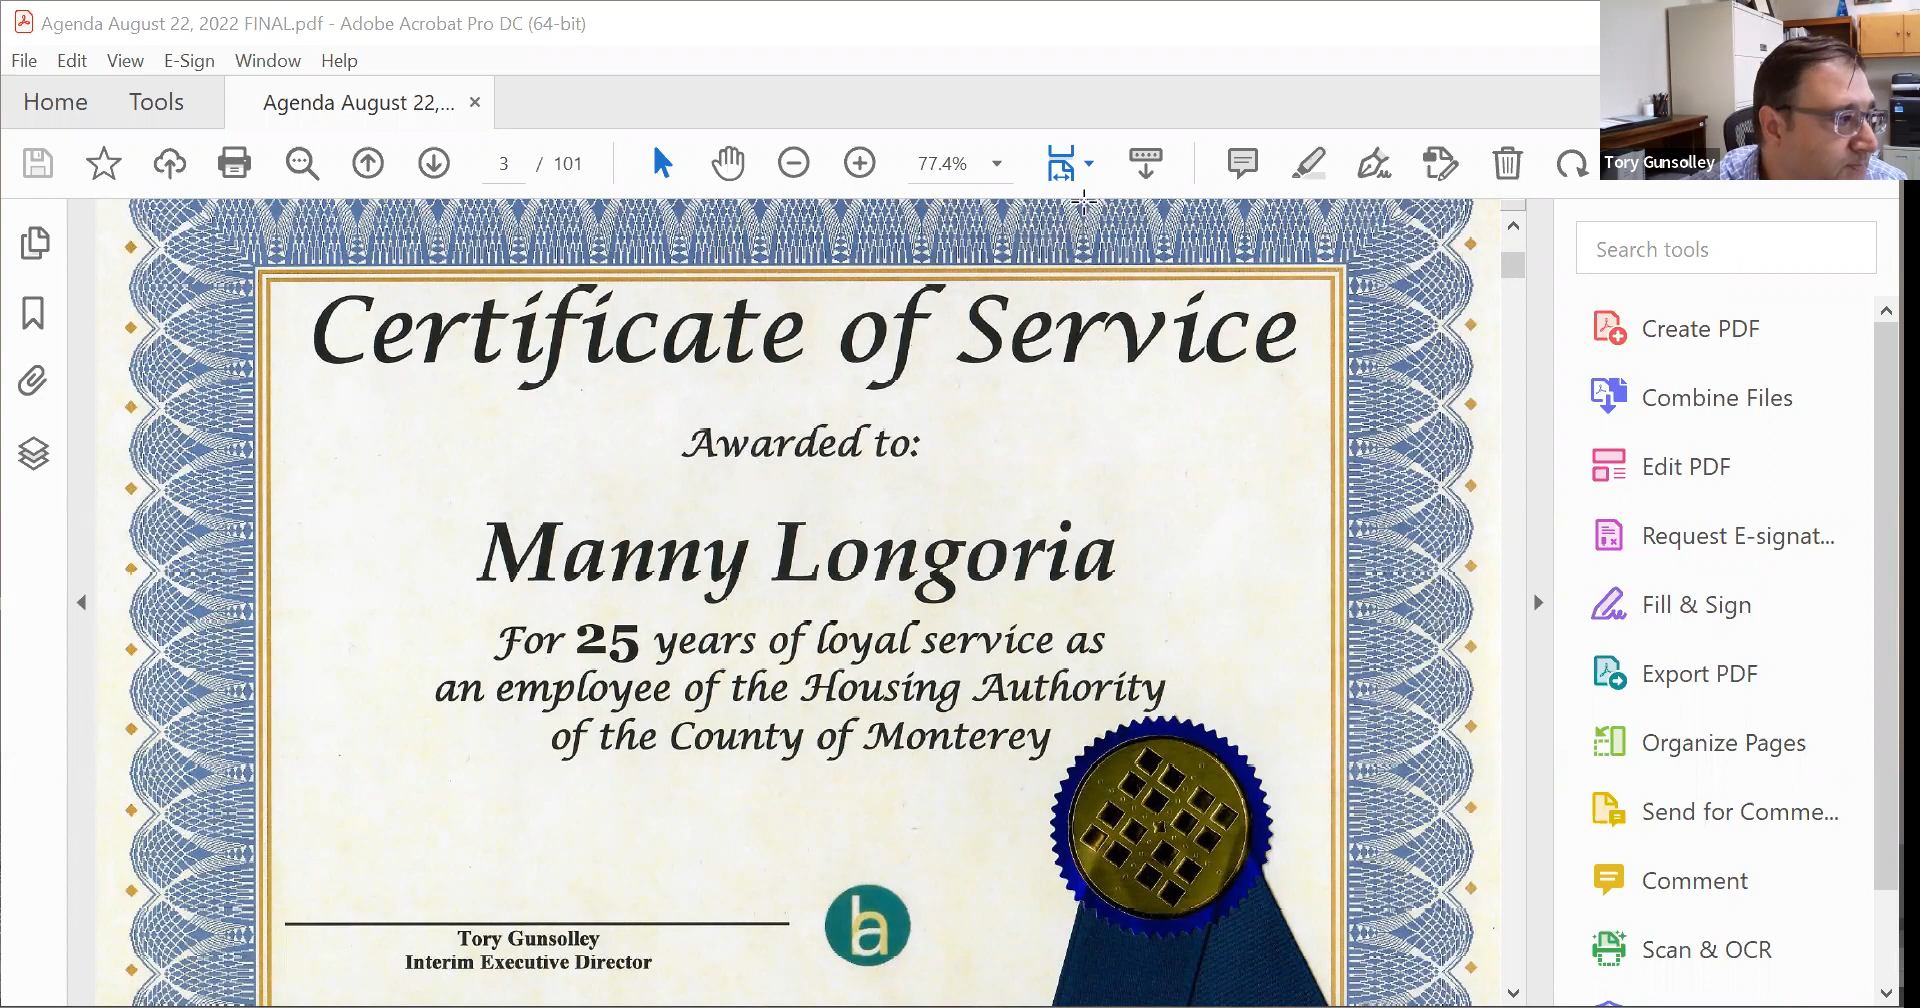 Agenda August 22, 2022 FINAL.pdf - Adobe Acrobat Pro DC (64-bit)
File Edit View E-Sign Window Help
Home Tools Agenda August 22,... ×
3 / 101 77.4%
Tory Gunsolley
Search tools
Create PDF
Combine Files
Edit PDF
Request E-signat...
Fill & Sign
Export PDF
Organize Pages
Send for Comme...
Comment
Scan & OCR
Certificate of Service
Awarded to:
Manny Longoria
For 25 years of loyal service as
an employee of the Housing Authority
of the County of Monterey
ha
Tory Gunsolley
Interim Executive Director